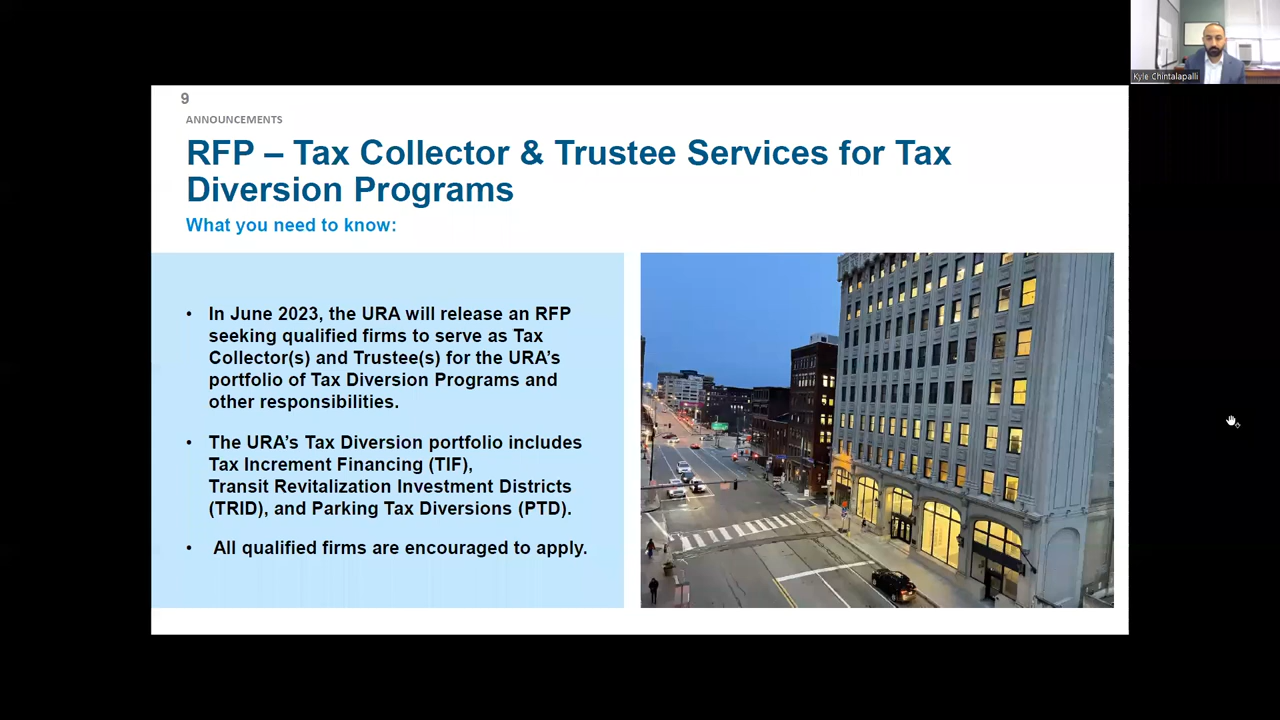 Kyle Chintalapalli
9
ANNOUNCEMENTS
RFP – Tax Collector & Trustee Services for Tax
Diversion Programs
What you need to know:
• In June 2023, the URA will release an RFP
seeking qualified firms to serve as Tax
Collector(s) and Trustee(s) for the URA’s
portfolio of Tax Diversion Programs and
other responsibilities.
• The URA’s Tax Diversion portfolio includes
Tax Increment Financing (TIF),
Transit Revitalization Investment Districts
(TRID), and Parking Tax Diversions (PTD).
• All qualified firms are encouraged to apply.